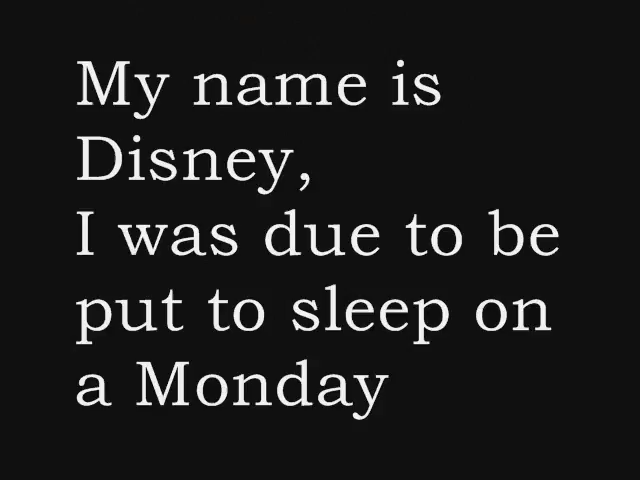 My name is
Disney,
I was due to be
put to sleep on
a Monday